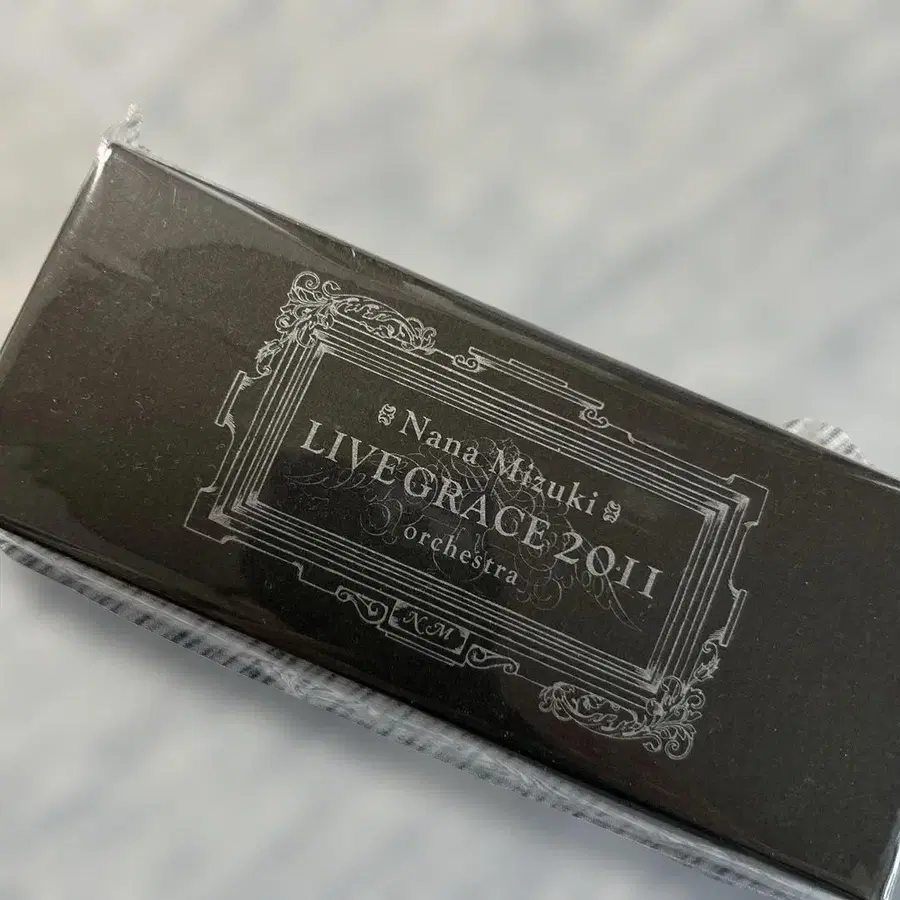 Nana Mizuki
LIVE GRACE 2011
orchestra
NM